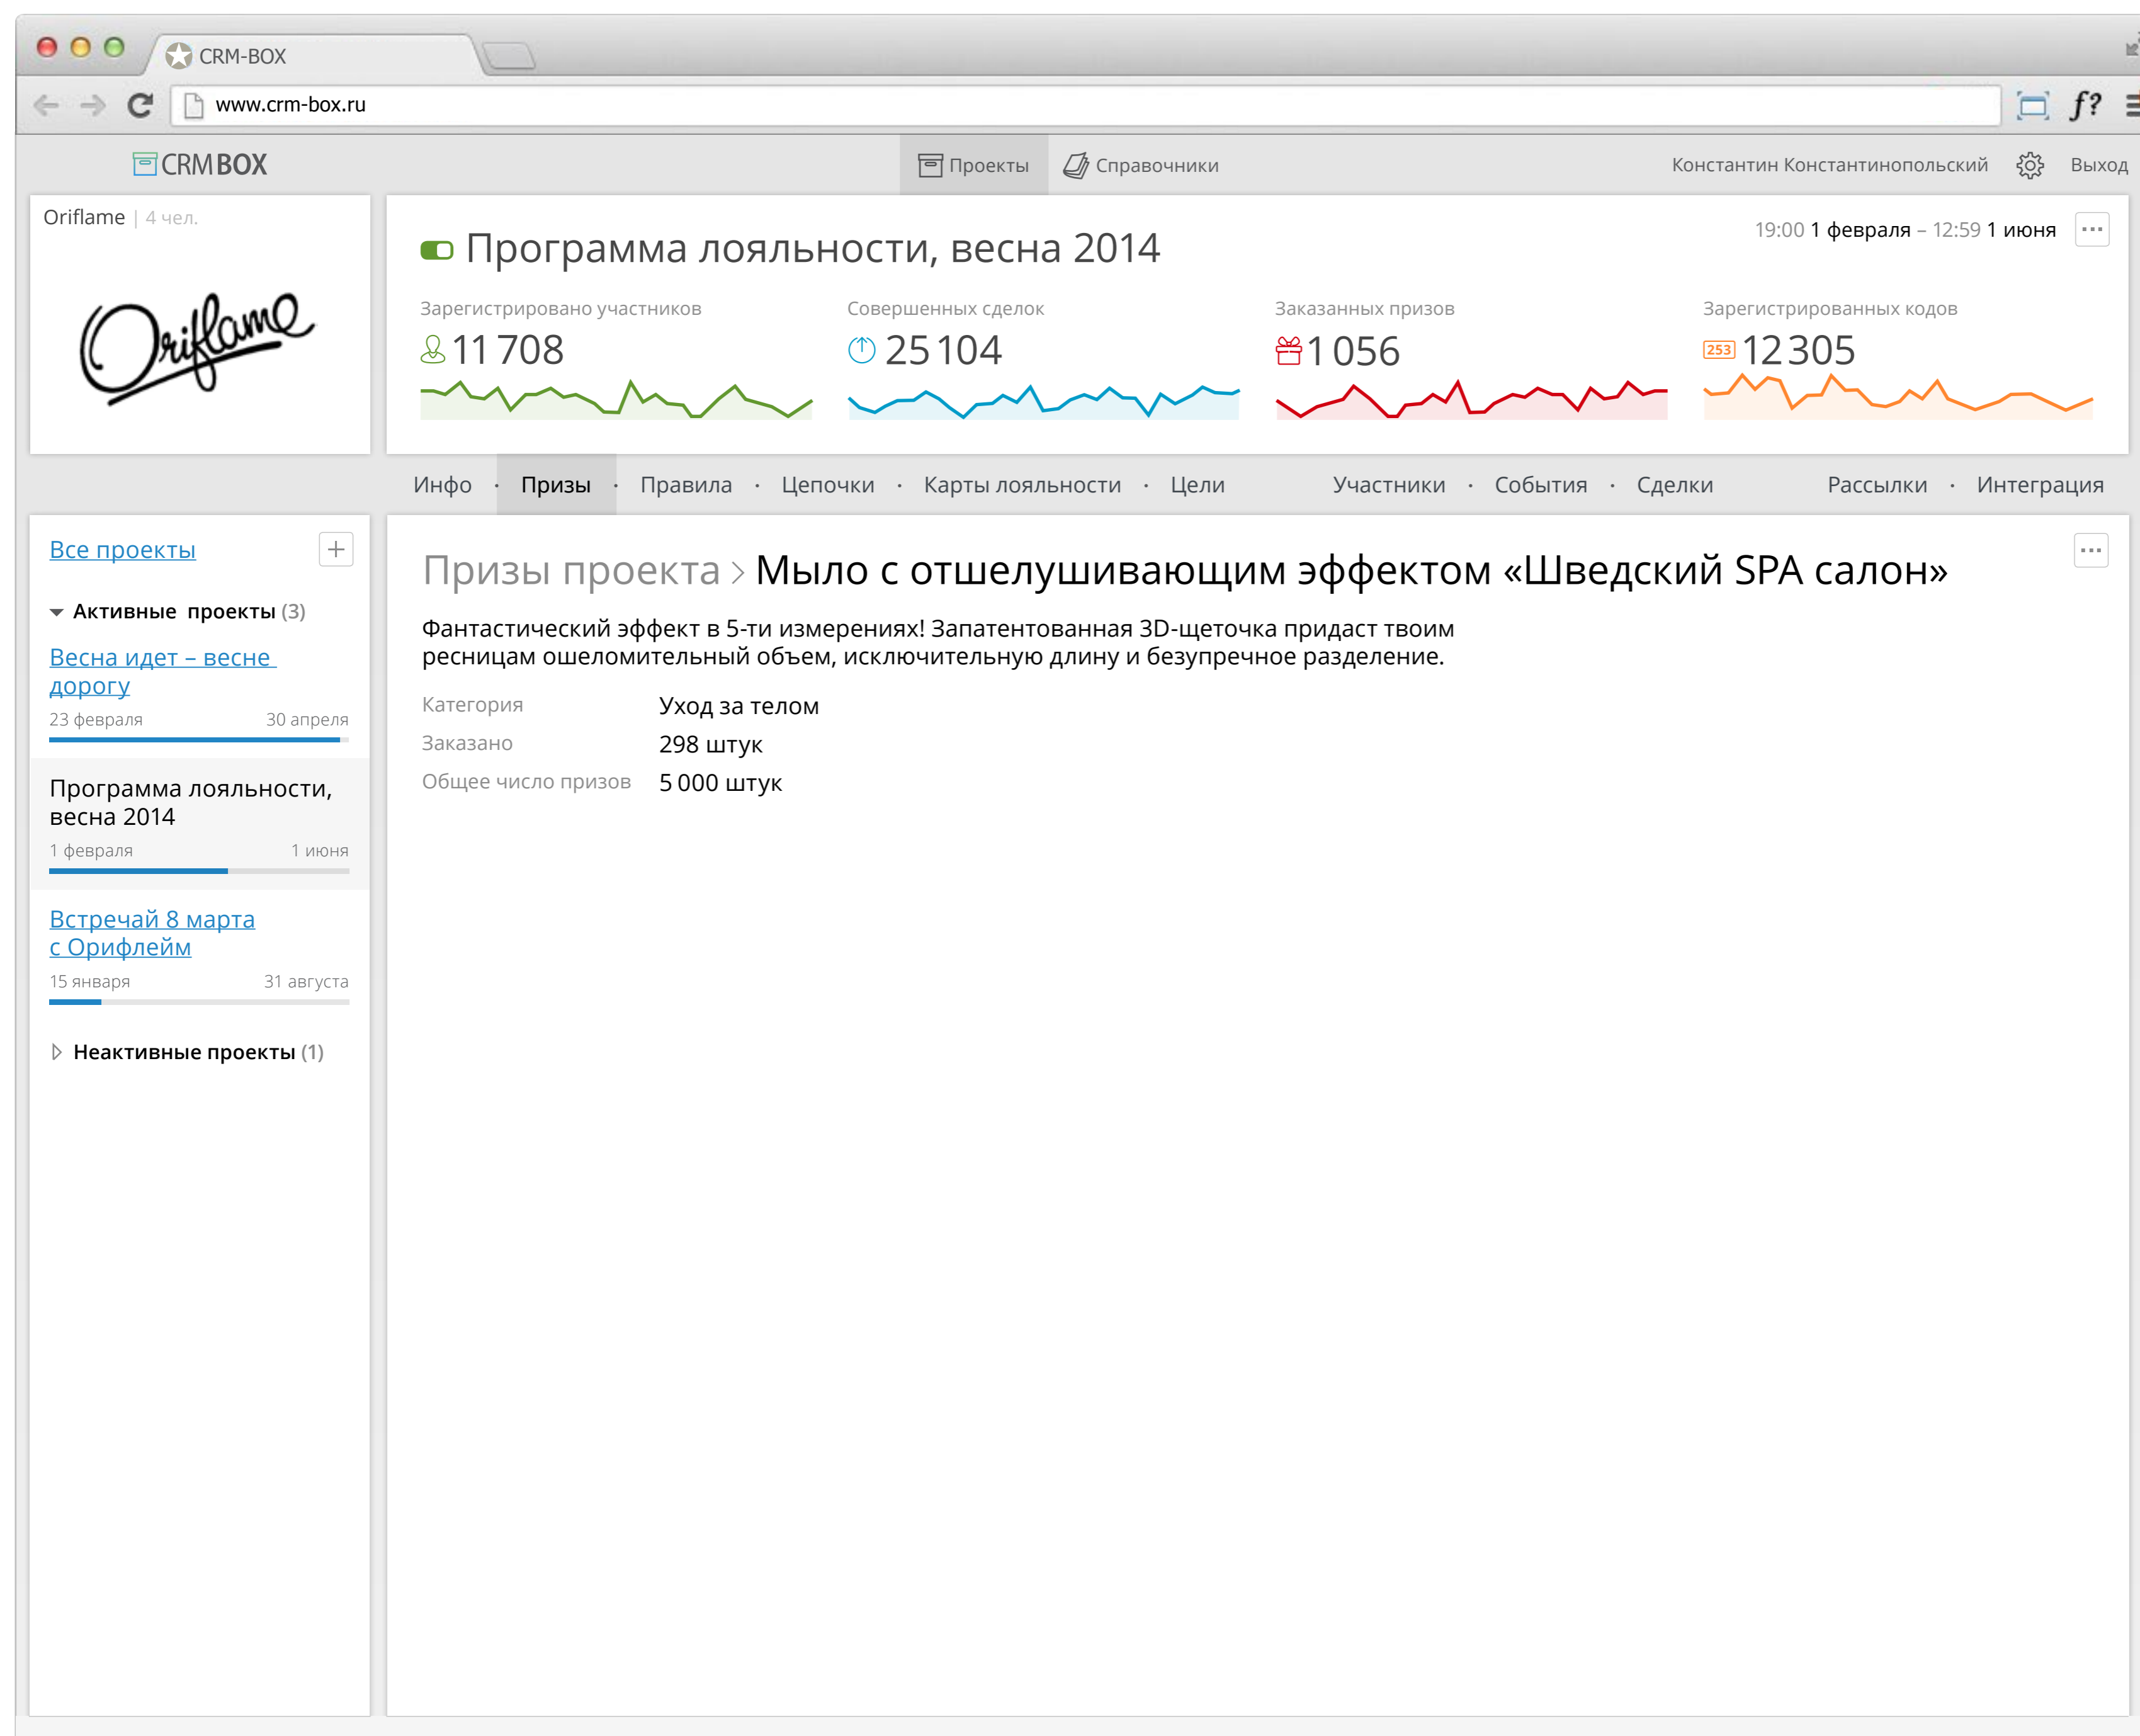 CRM-BOX
www.crm-box.ru
f?
CRMBOX
Проекты
Справочники
Константин Константинопольский
Выход
Oriflame | 4 чел.
Oriflame
Программа лояльности, весна 2014
19:00 1 февраля – 12:59 1 июня
Зарегистрировано участников
11 708
Совершенных сделок
25 104
Заказанных призов
1 056
Зарегистрированных кодов
253 12 305
Инфо · Призы · Правила · Цепочки · Карты лояльности · Цели Участники · События · Сделки Рассылки · Интеграция
Все проекты
Активные проекты (3)
Весна идет – весне
дорогу
23 февраля 30 апреля
Программа лояльности,
весна 2014
1 февраля 1 июня
Встречай 8 марта
с Орифлейм
15 января 31 августа
Неактивные проекты (1)
Призы проекта > Мыло с отшелушивающим эффектом «Шведский SPA салон»
Фантастический эффект в 5-ти измерениях! Запатентованная 3D-щеточка придаст твоим
ресницам ошеломительный объем, исключительную длину и безупречное разделение.
Категория Уход за телом
Заказано 298 штук
Общее число призов 5 000 штук